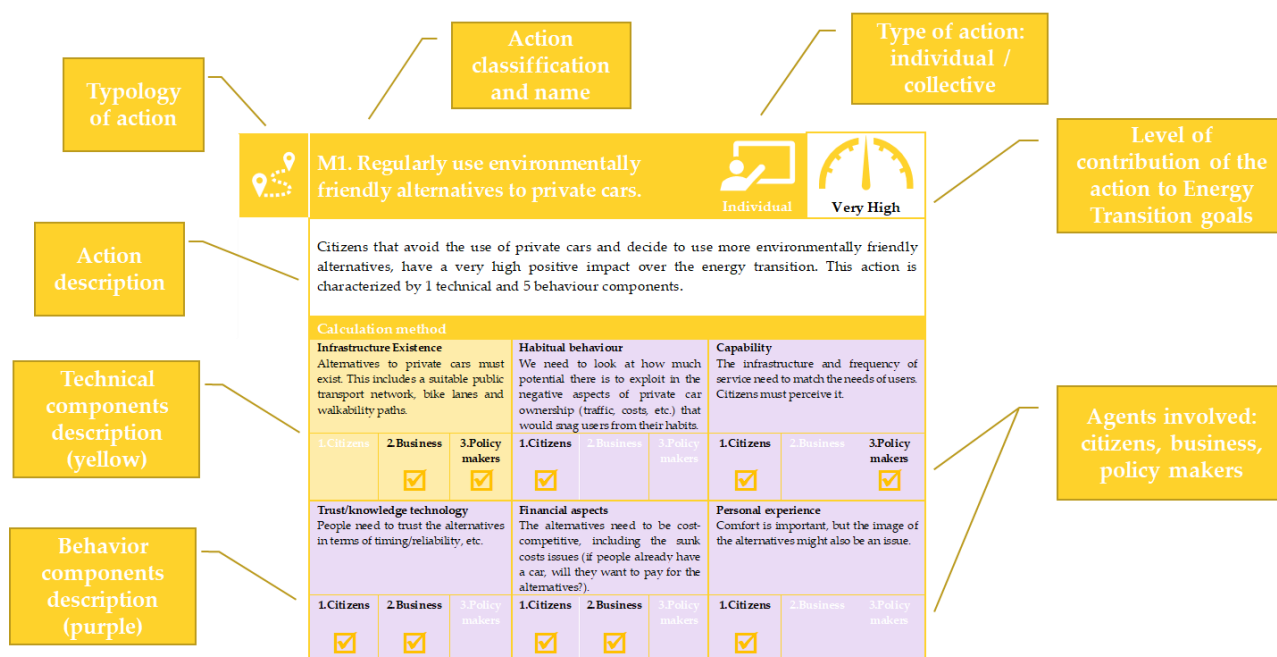 Typology
of action
Action
classiffication
and name
Type of action:
individual /
collective
Level of
contribution of the
action to Energy
Transition goals
M1. Regularly use environmentally
friendly alternatives to private cars.
Individual
Very High
Action
description
Citizens that avoid the use of private cars and decide to use more environmentally friendly
alternatives, have a very high positive impact over the energy transition. This action is
characterized by 1 technical and 5 behaviour components.
Calculation method
Technical
components
description
(yellow)
Infrastructure Existence
Alternatives to private cars must
exist. This includes a suitable public
transport network, bike lanes and
walkability paths.
Habitual behaviour
We need to look at how much
potential there is to exploit in the
negative aspects of private car
ownership (traffic, costs, etc.) that
would snag users from their habits.
Capability
The infrastructure and frequency of
service need to match the needs of users.
Citizens must perceive it.
Agents involved:
citizens, business,
policy makers
1.Citizens 2.Business 3.Policy
makers
1.Citizens 2.Business 3.Policy
makers
1.Citizens 2.Business 3.Policy
makers
Behavior
components
description
(purple)
Trust/knowledge technology
People need to trust the alternatives
in terms of timing/reliability, etc.
Financial aspects
The alternatives need to be cost-
competitive, including the sunk
costs issues (if people already have
a car, will they want to pay for the
alternatives?).
Personal experience
Comfort is important, but the image of
the alternatives might also be an issue.
1.Citizens 2.Business 3.Policy
makers
1.Citizens 2.Business 3.Policy
makers
1.Citizens 2.Business 3.Policy
makers